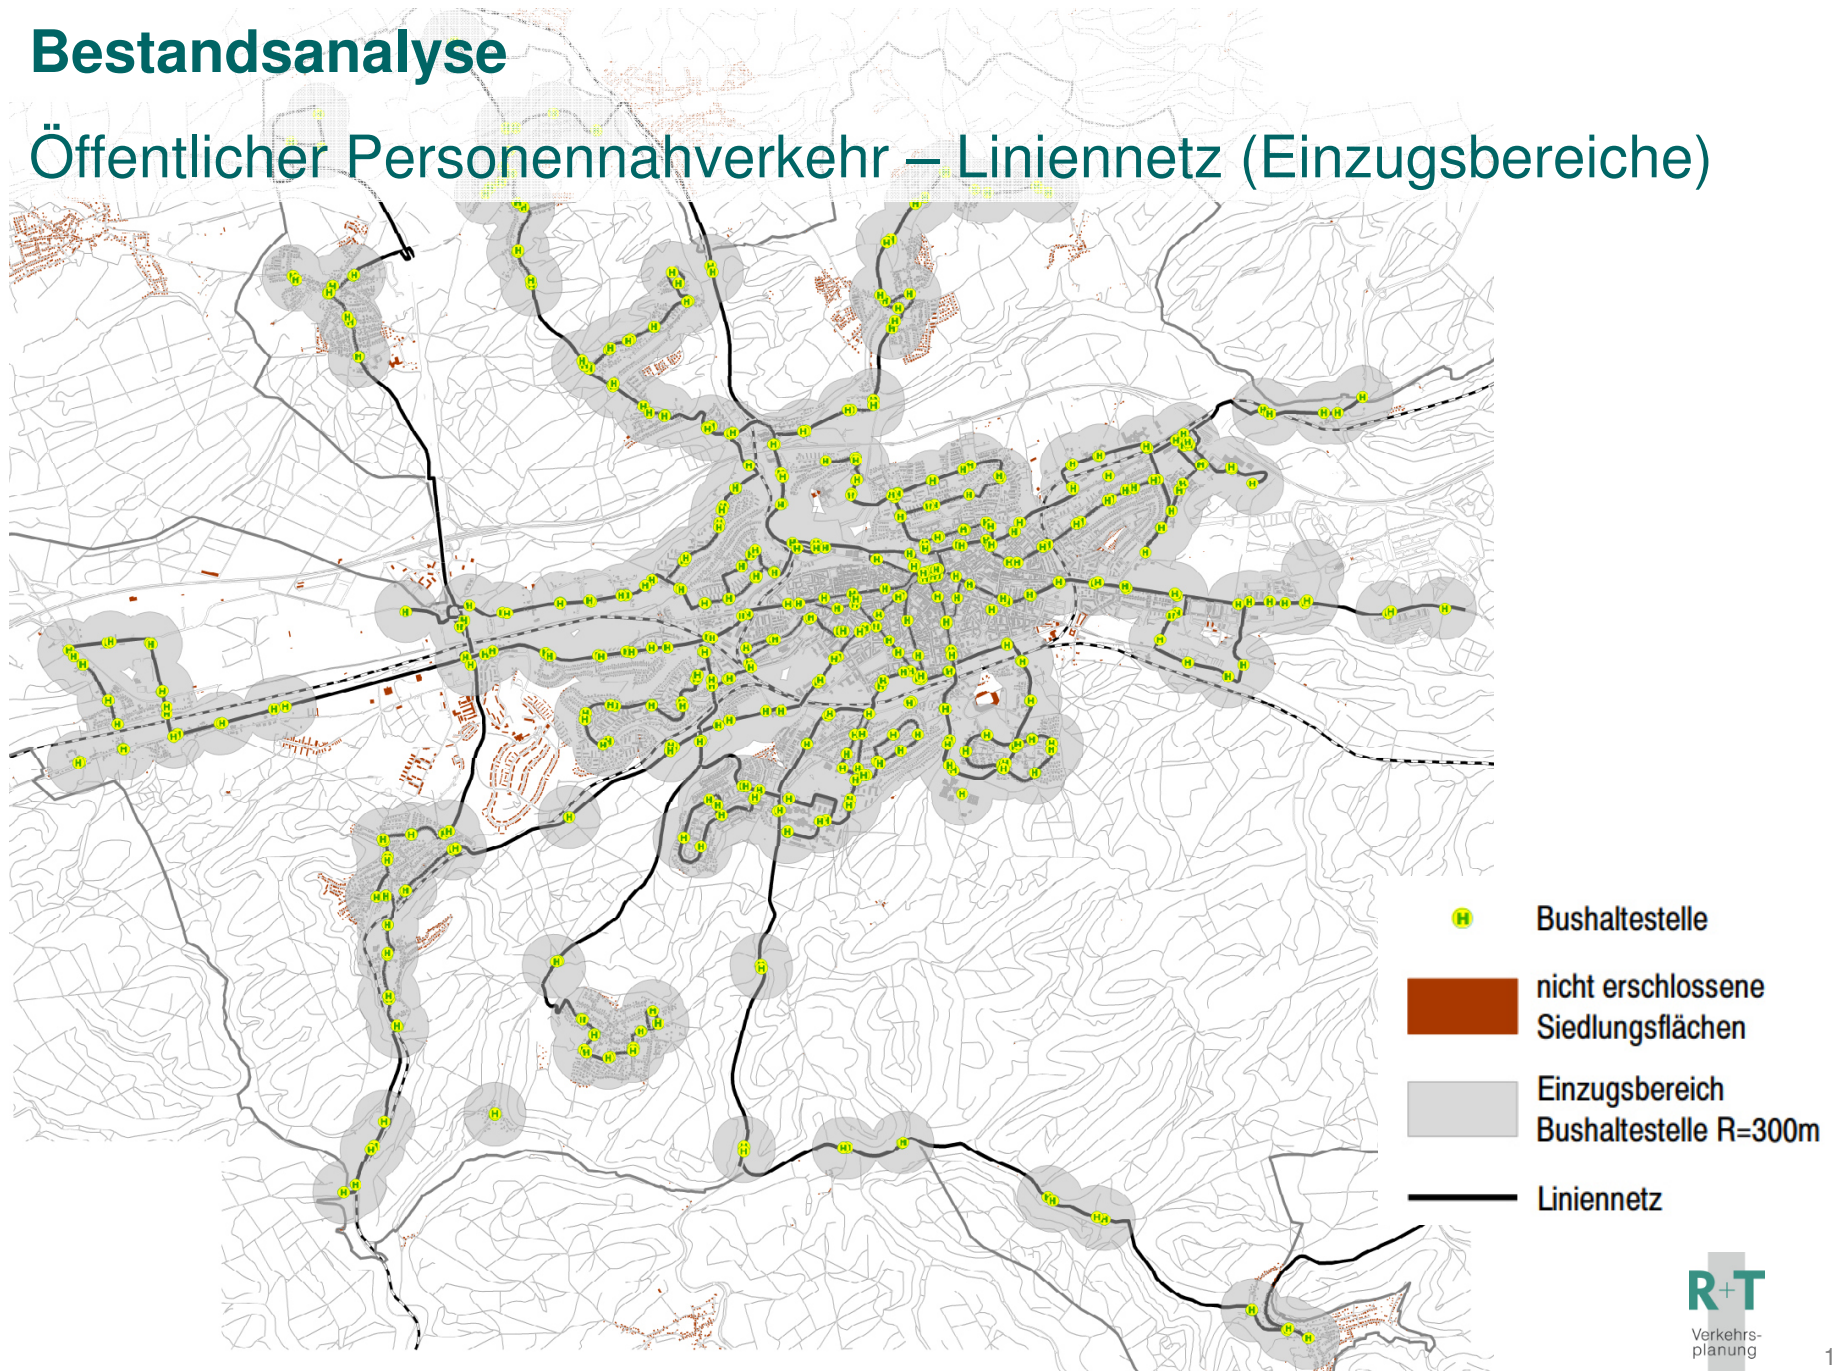 Bestandsanalyse
Öffentlicher Personennahverkehr – Liniennetz (Einzugsbereiche)
H Bushaltestelle
nicht erschlossene
Siedlungsflächen
Einzugsbereich
Bushaltestelle R=300m
Liniennetz
R+T
Verkehrs-
planung
1